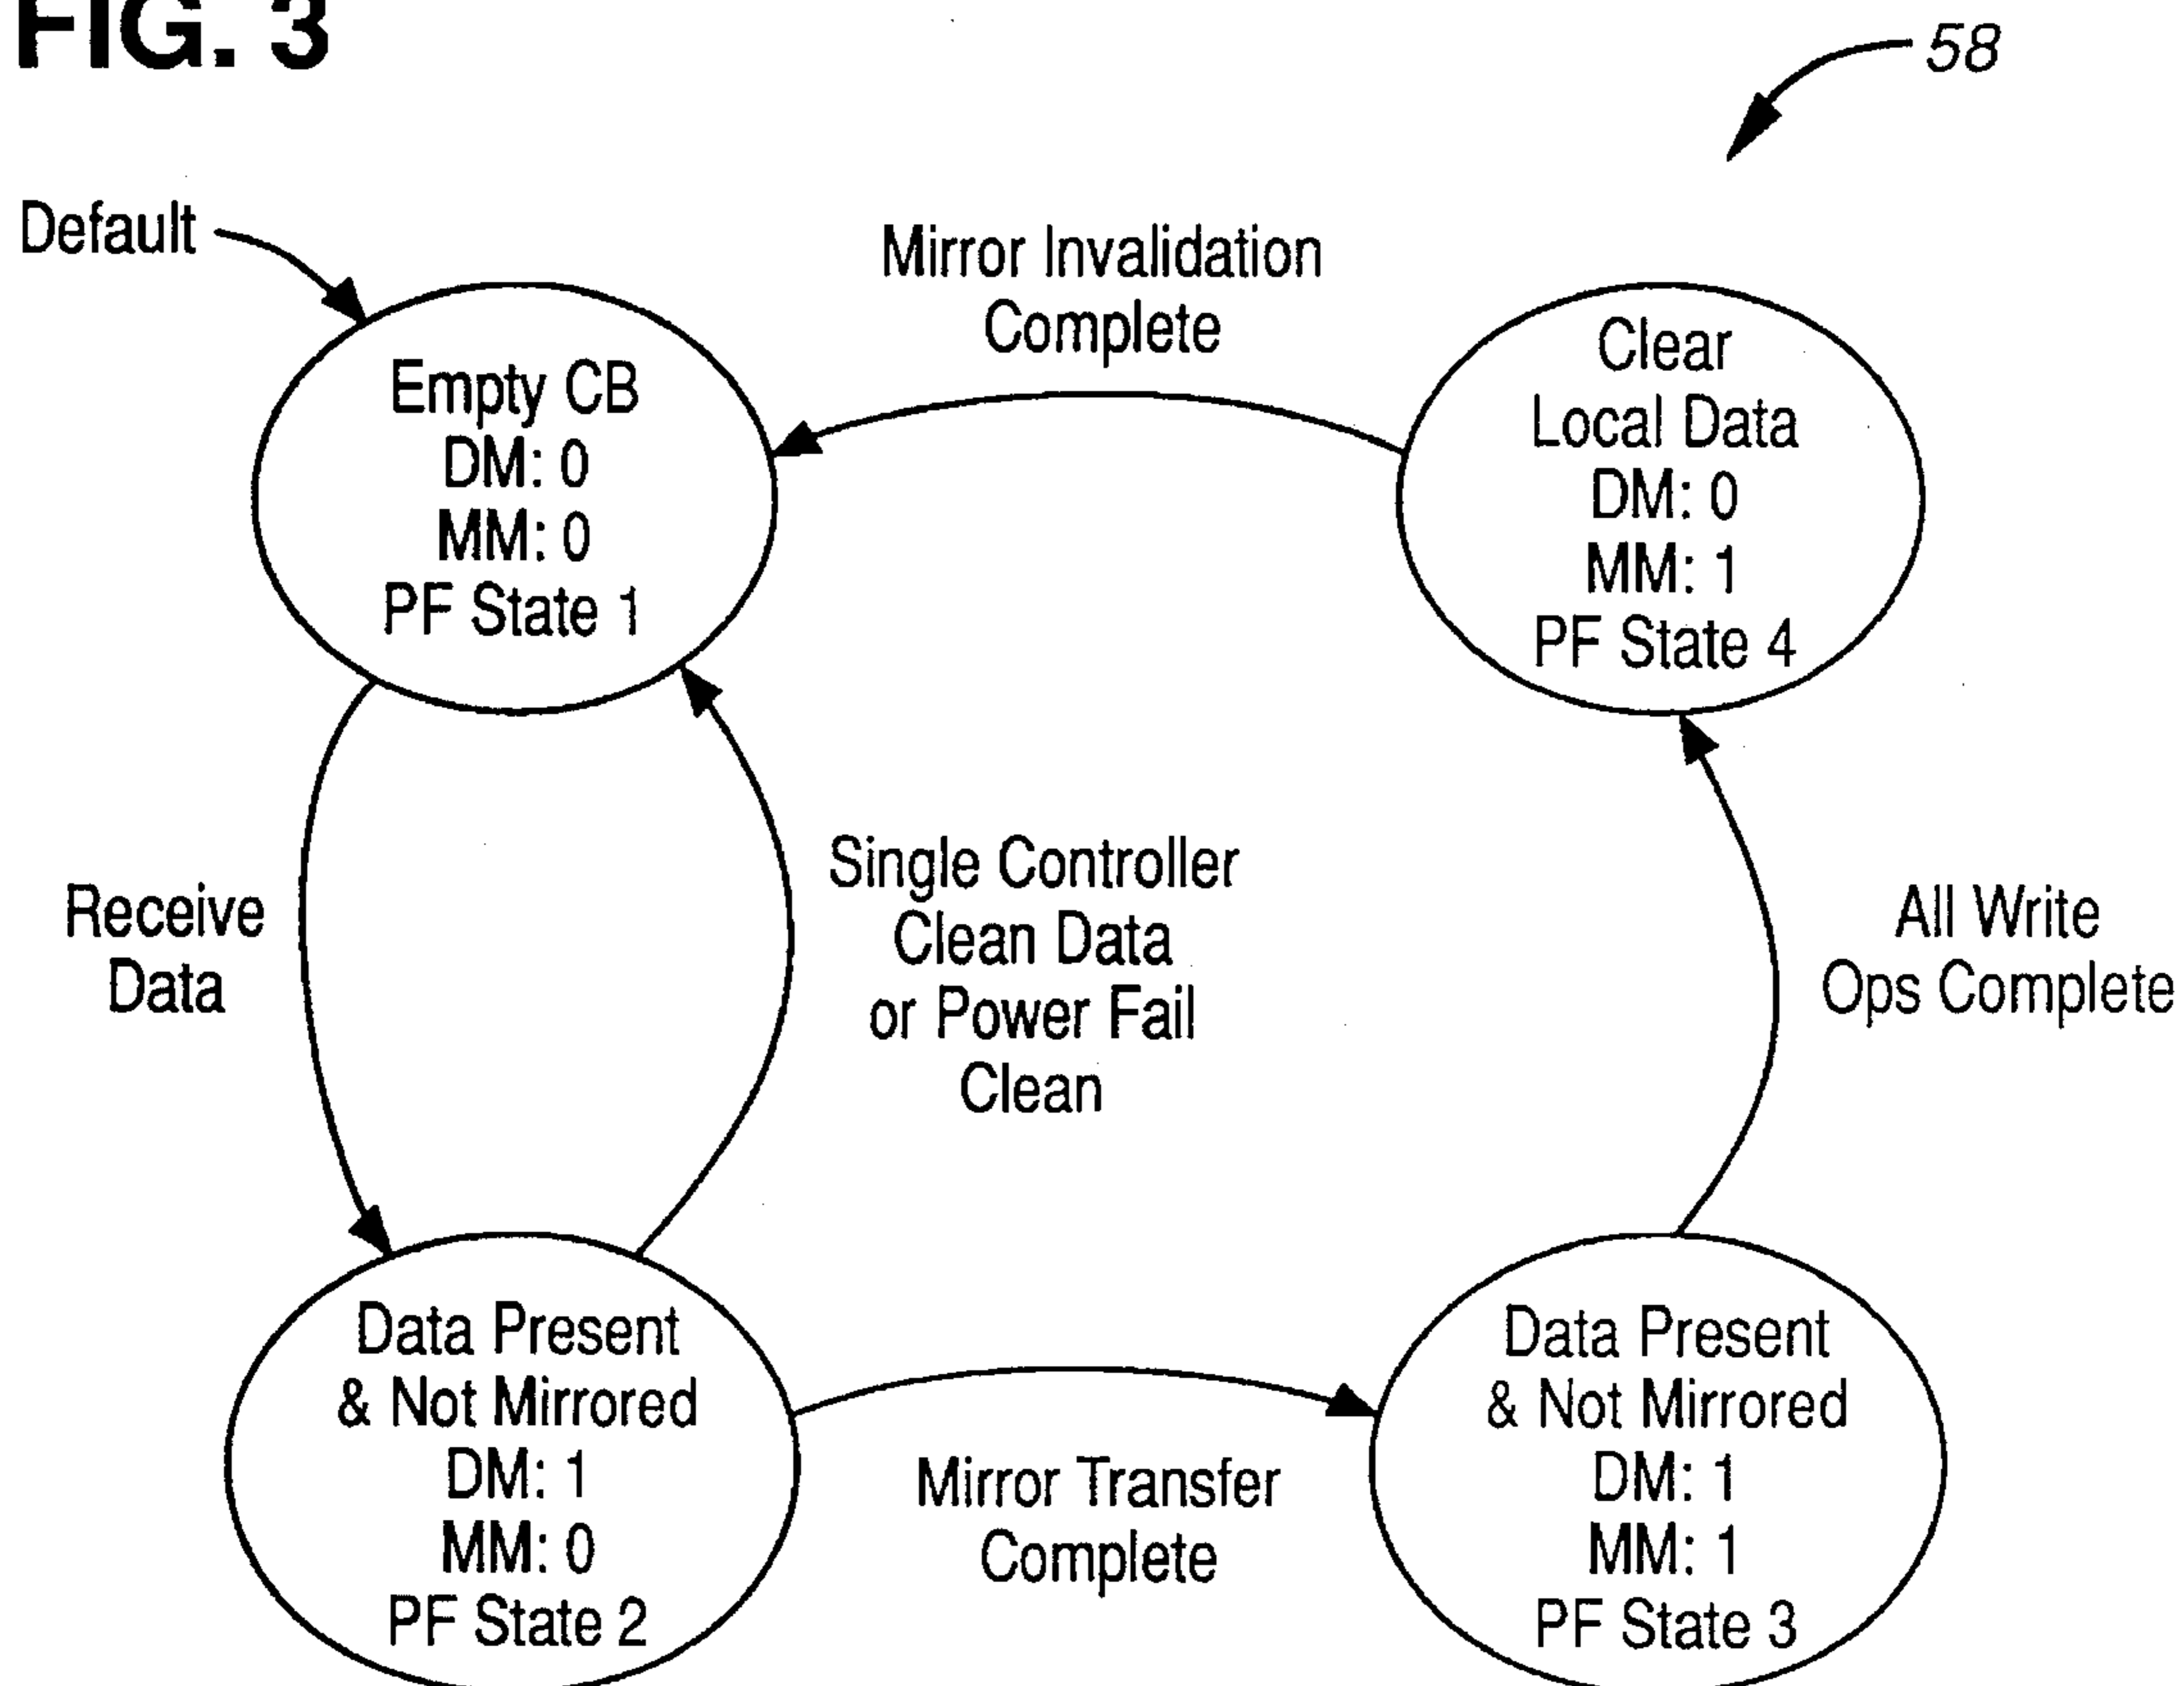 FIG. 3
58
Default
Mirror Invalidation
Complete
Empty CB
DM: 0
MM: 0
PF State 1
Clear
Local Data
DM: 0
MM: 1
PF State 4
Receive
Data
Single Controller
Clean Data
or Power Fail
Clean
All Write
Ops Complete
Data Present
& Not Mirrored
DM: 1
MM: 0
PF State 2
Mirror Transfer
Complete
Data Present
& Not Mirrored
DM: 1
MM: 1
PF State 3